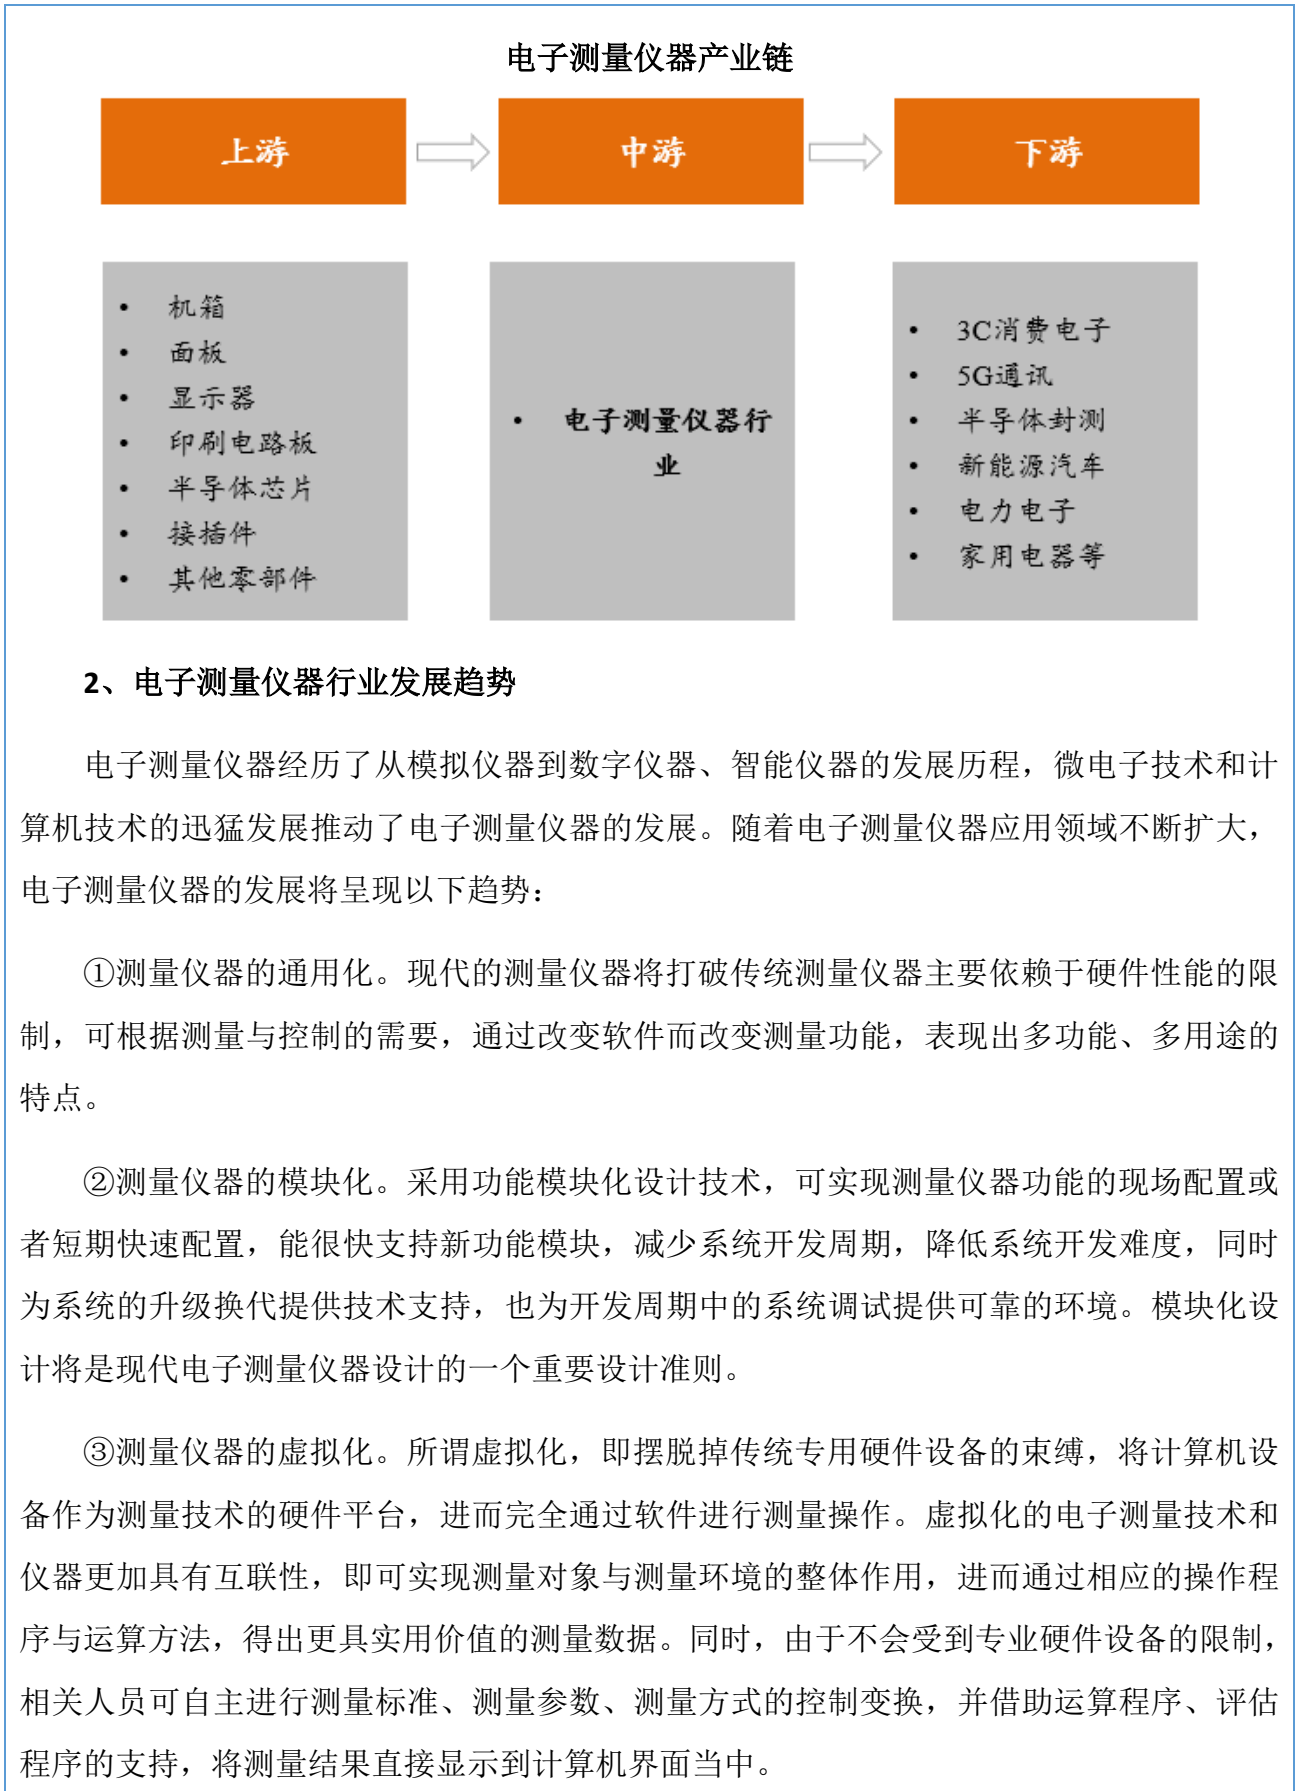 电子测量仪器产业链
上游
中游
下游
• 机箱
• 面板
• 显示器
• 印刷电路板
• 半导体芯片
• 接插件
• 其他零部件
• 电子测量仪器行
业
• 3C消费电子
• 5G通讯
• 半导体封测
• 新能源汽车
• 电力电子
• 家用电器等
2、电子测量仪器行业发展趋势
电子测量仪器经历了从模拟仪器到数字仪器、智能仪器的发展历程，微电子技术和计
算机技术的迅猛发展推动了电子测量仪器的发展。随着电子测量仪器应用领域不断扩大，
电子测量仪器的发展将呈现以下趋势：
①测量仪器的通用化。现代的测量仪器将打破传统测量仪器主要依赖于硬件性能的限
制，可根据测量与控制的需要，通过改变软件而改变测量功能，表现出多功能、多用途的
特点。
②测量仪器的模块化。采用功能模块化设计技术，可实现测量仪器功能的现场配置或
者短期快速配置，能很快支持新功能模块，减少系统开发周期，降低系统开发难度，同时
为系统的升级换代提供技术支持，也为开发周期中的系统调试提供可靠的环境。模块化设
计将是现代电子测量仪器设计的一个重要设计准则。
③测量仪器的虚拟化。所谓虚拟化，即摆脱掉传统专用硬件设备的束缚，将计算机设
备作为测量技术的硬件平台，进而完全通过软件进行测量操作。虚拟化的电子测量技术和
仪器更加具有互联性，即可实现测量对象与测量环境的整体作用，进而通过相应的操作程
序与运算方法，得出更具实用价值的测量数据。同时，由于不会受到专业硬件设备的限制，
相关人员可自主进行测量标准、测量参数、测量方式的控制变换，并借助运算程序、评估
程序的支持，将测量结果直接显示到计算机界面当中。